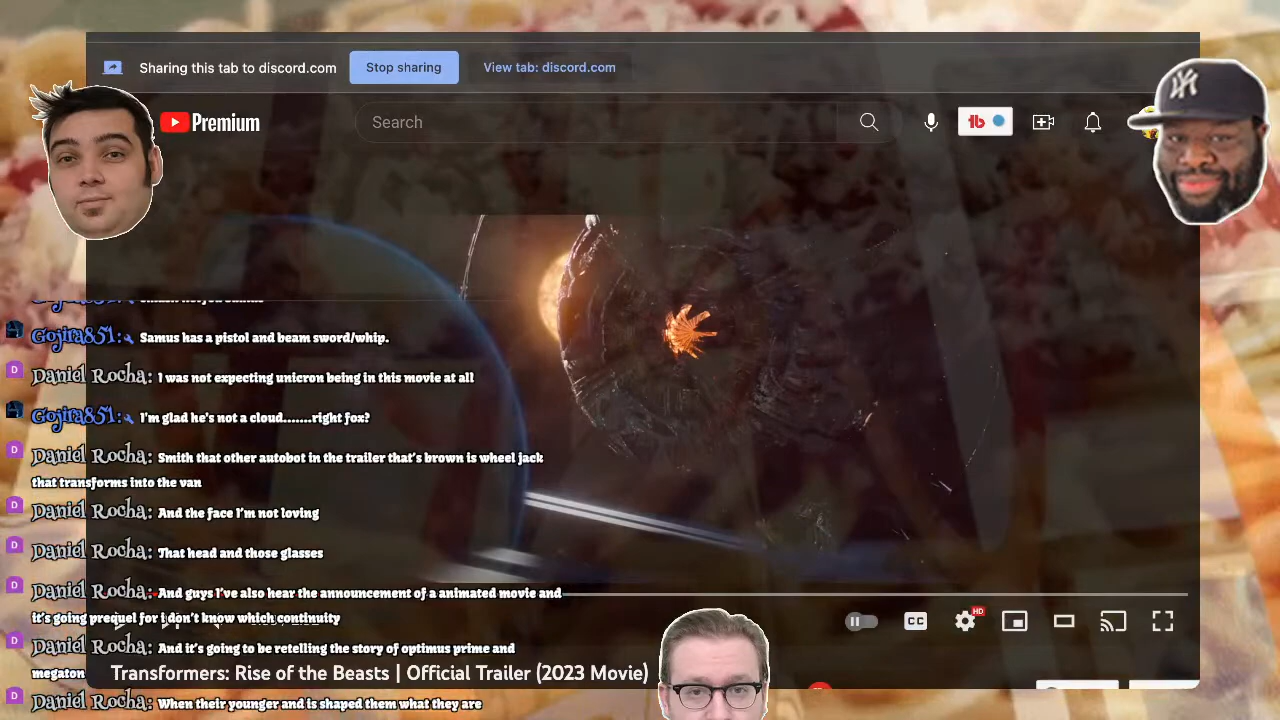 Sharing this tab to discord.com
Stop sharing
View tab: discord.com
Premium
Search
Gojira851: Samus has a pistol and beam sword/whip.
Daniel Rocha: I was not expecting unicron being in this movie at all
Gojira851: I'm glad he's not a cloud.......right fox?
Daniel Rocha: Smith that other autobot in the trailer that's brown is wheel jack
that transforms into the van
Daniel Rocha: And the face I'm not loving
Daniel Rocha: That head and those glasses
Daniel Rocha: And guys I've also hear the announcement of a animated movie and
it's going prequel for i don't know which continuity
Daniel Rocha: And it's going to be retelling the story of optimus prime and
megaton
Daniel Rocha: When their younger and is shaped them what they are
CC
HD
Transformers: Rise of the Beasts | Official Trailer (2023 Movie)